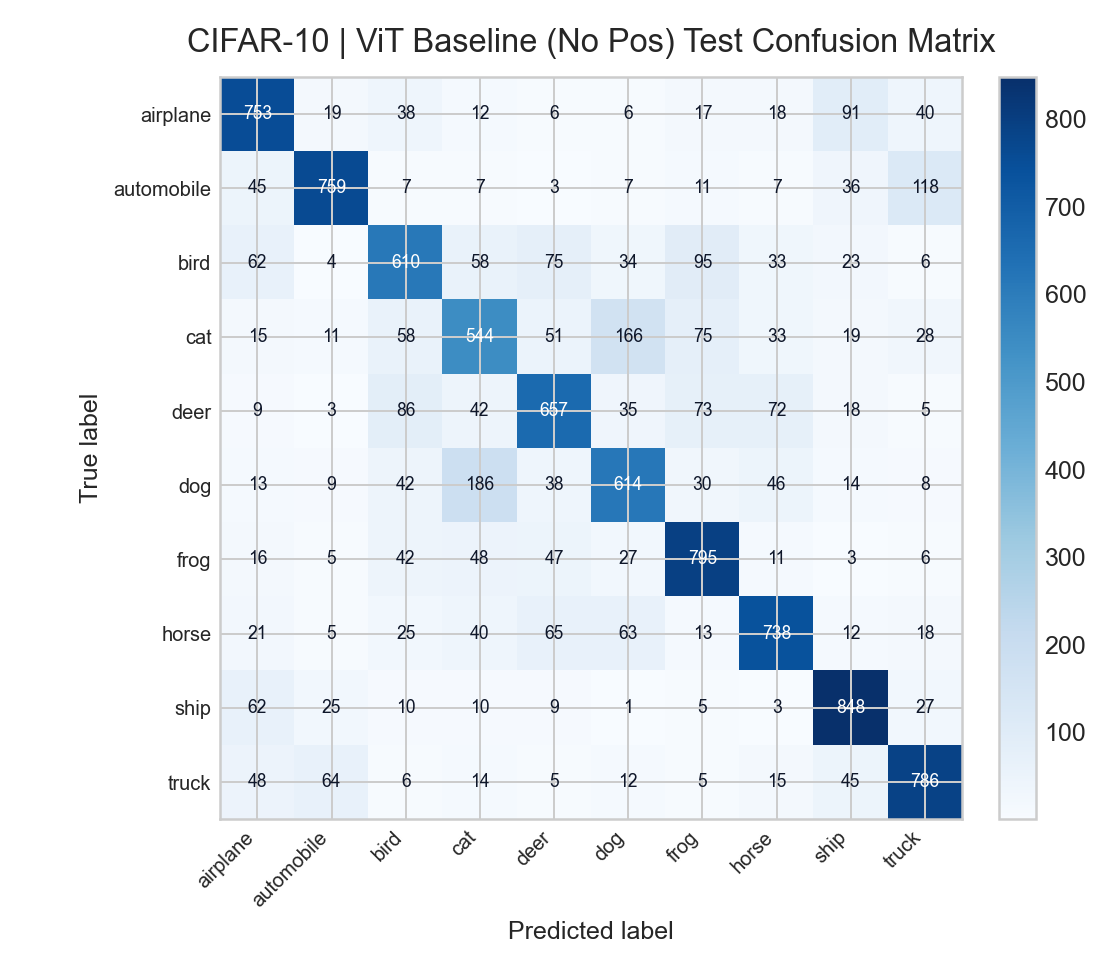 CIFAR-10 | ViT Baseline (No Pos) Test Confusion Matrix
True label
airplane 753 19 38 12 6 6 17 18 91 40
automobile 45 759 7 7 3 7 11 7 36 118
bird 62 4 610 58 75 34 95 33 23 6
cat 15 11 58 544 51 166 75 33 19 28
deer 9 3 86 42 657 35 73 72 18 5
dog 13 9 42 186 38 614 30 46 14 8
frog 16 5 42 48 47 27 795 11 3 6
horse 21 5 25 40 65 63 13 738 12 18
ship 62 25 10 10 9 1 5 3 848 27
truck 48 64 6 14 5 12 5 15 45 786
airplane automobile bird cat deer dog frog horse ship truck
Predicted label
800
700
600
500
400
300
200
100